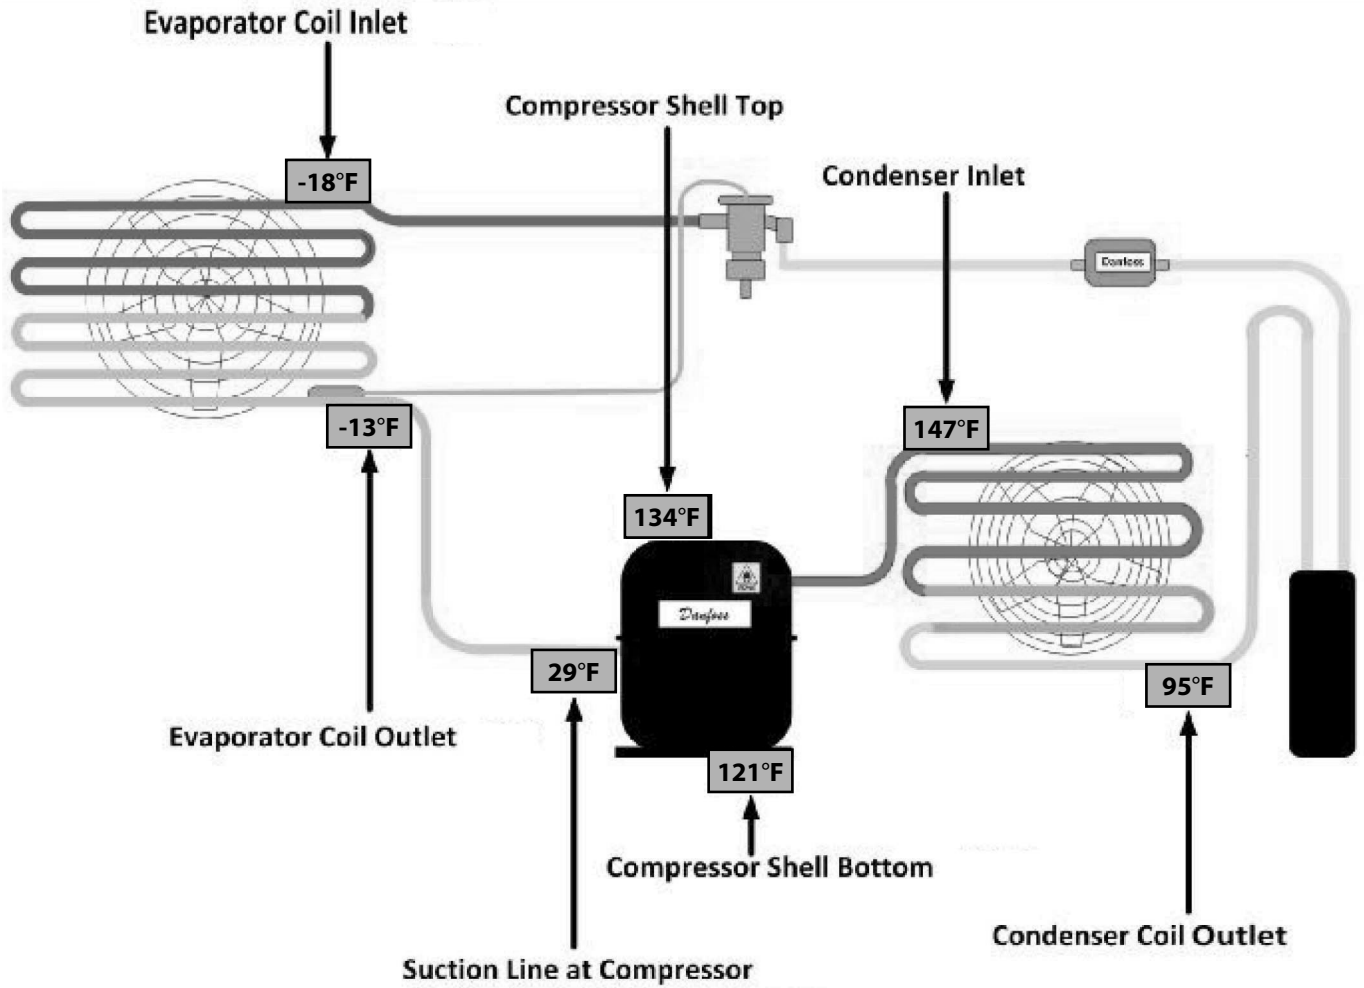 Evaporator Coil Inlet
Compressor Shell Top
-18°F
Condenser Inlet
Danfoss
-13°F
147°F
134°F
Danfoss
29°F
95°F
Evaporator Coil Outlet
121°F
Compressor Shell Bottom
Condenser Coil Outlet
Suction Line at Compressor